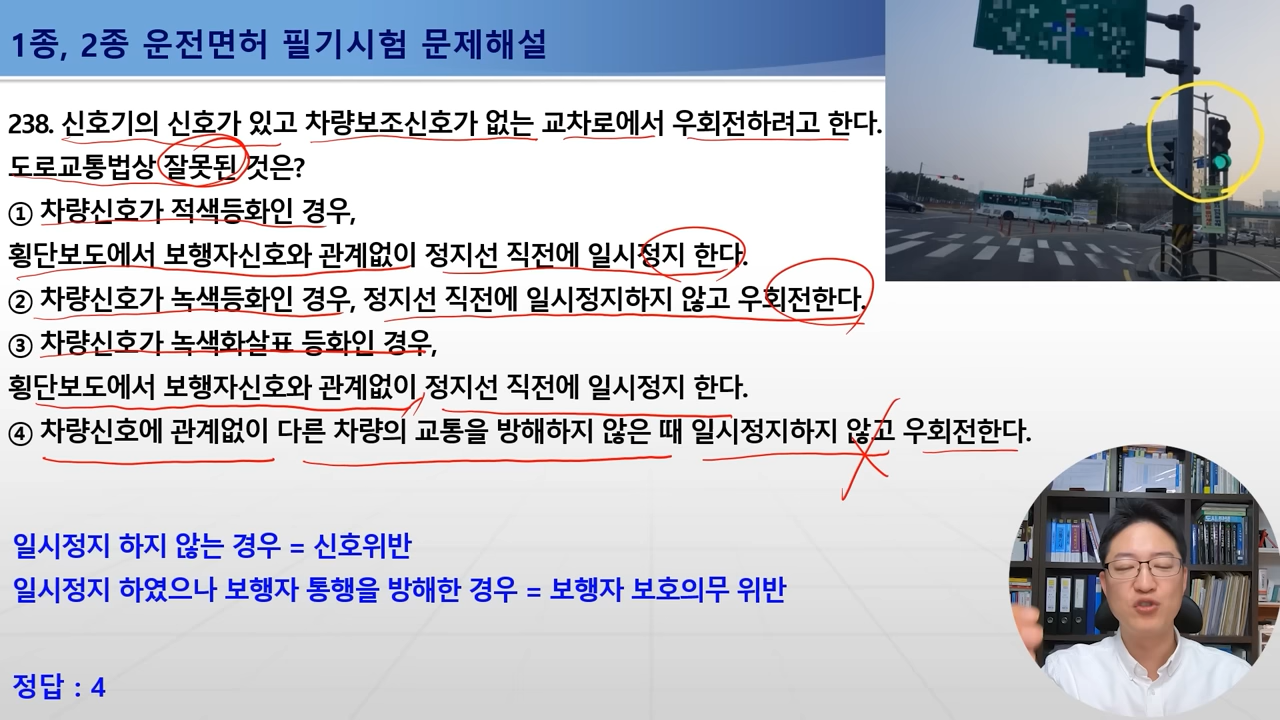 1종, 2종 운전면허 필기시험 문제해설
238. 신호기의 신호가 있고 차량보조신호가 없는 교차로에서 우회전하려고 한다.
도로교통법상 잘못된 것은?
① 차량신호가 적색등화인 경우,
횡단보도에서 보행자신호와 관계없이 정지선 직전에 일시정지 한다.
② 차량신호가 녹색등화인 경우, 정지선 직전에 일시정지하지 않고 우회전한다.
③ 차량신호가 녹색화살표 등화인 경우,
횡단보도에서 보행자신호와 관계없이 정지선 직전에 일시정지 한다.
④ 차량신호에 관계없이 다른 차량의 교통을 방해하지 않은 때 일시정지하지 않고 우회전한다.
일시정지 하지 않는 경우 = 신호위반
일시정지 하였으나 보행자 통행을 방해한 경우 = 보행자 보호의무 위반
정답 : 4